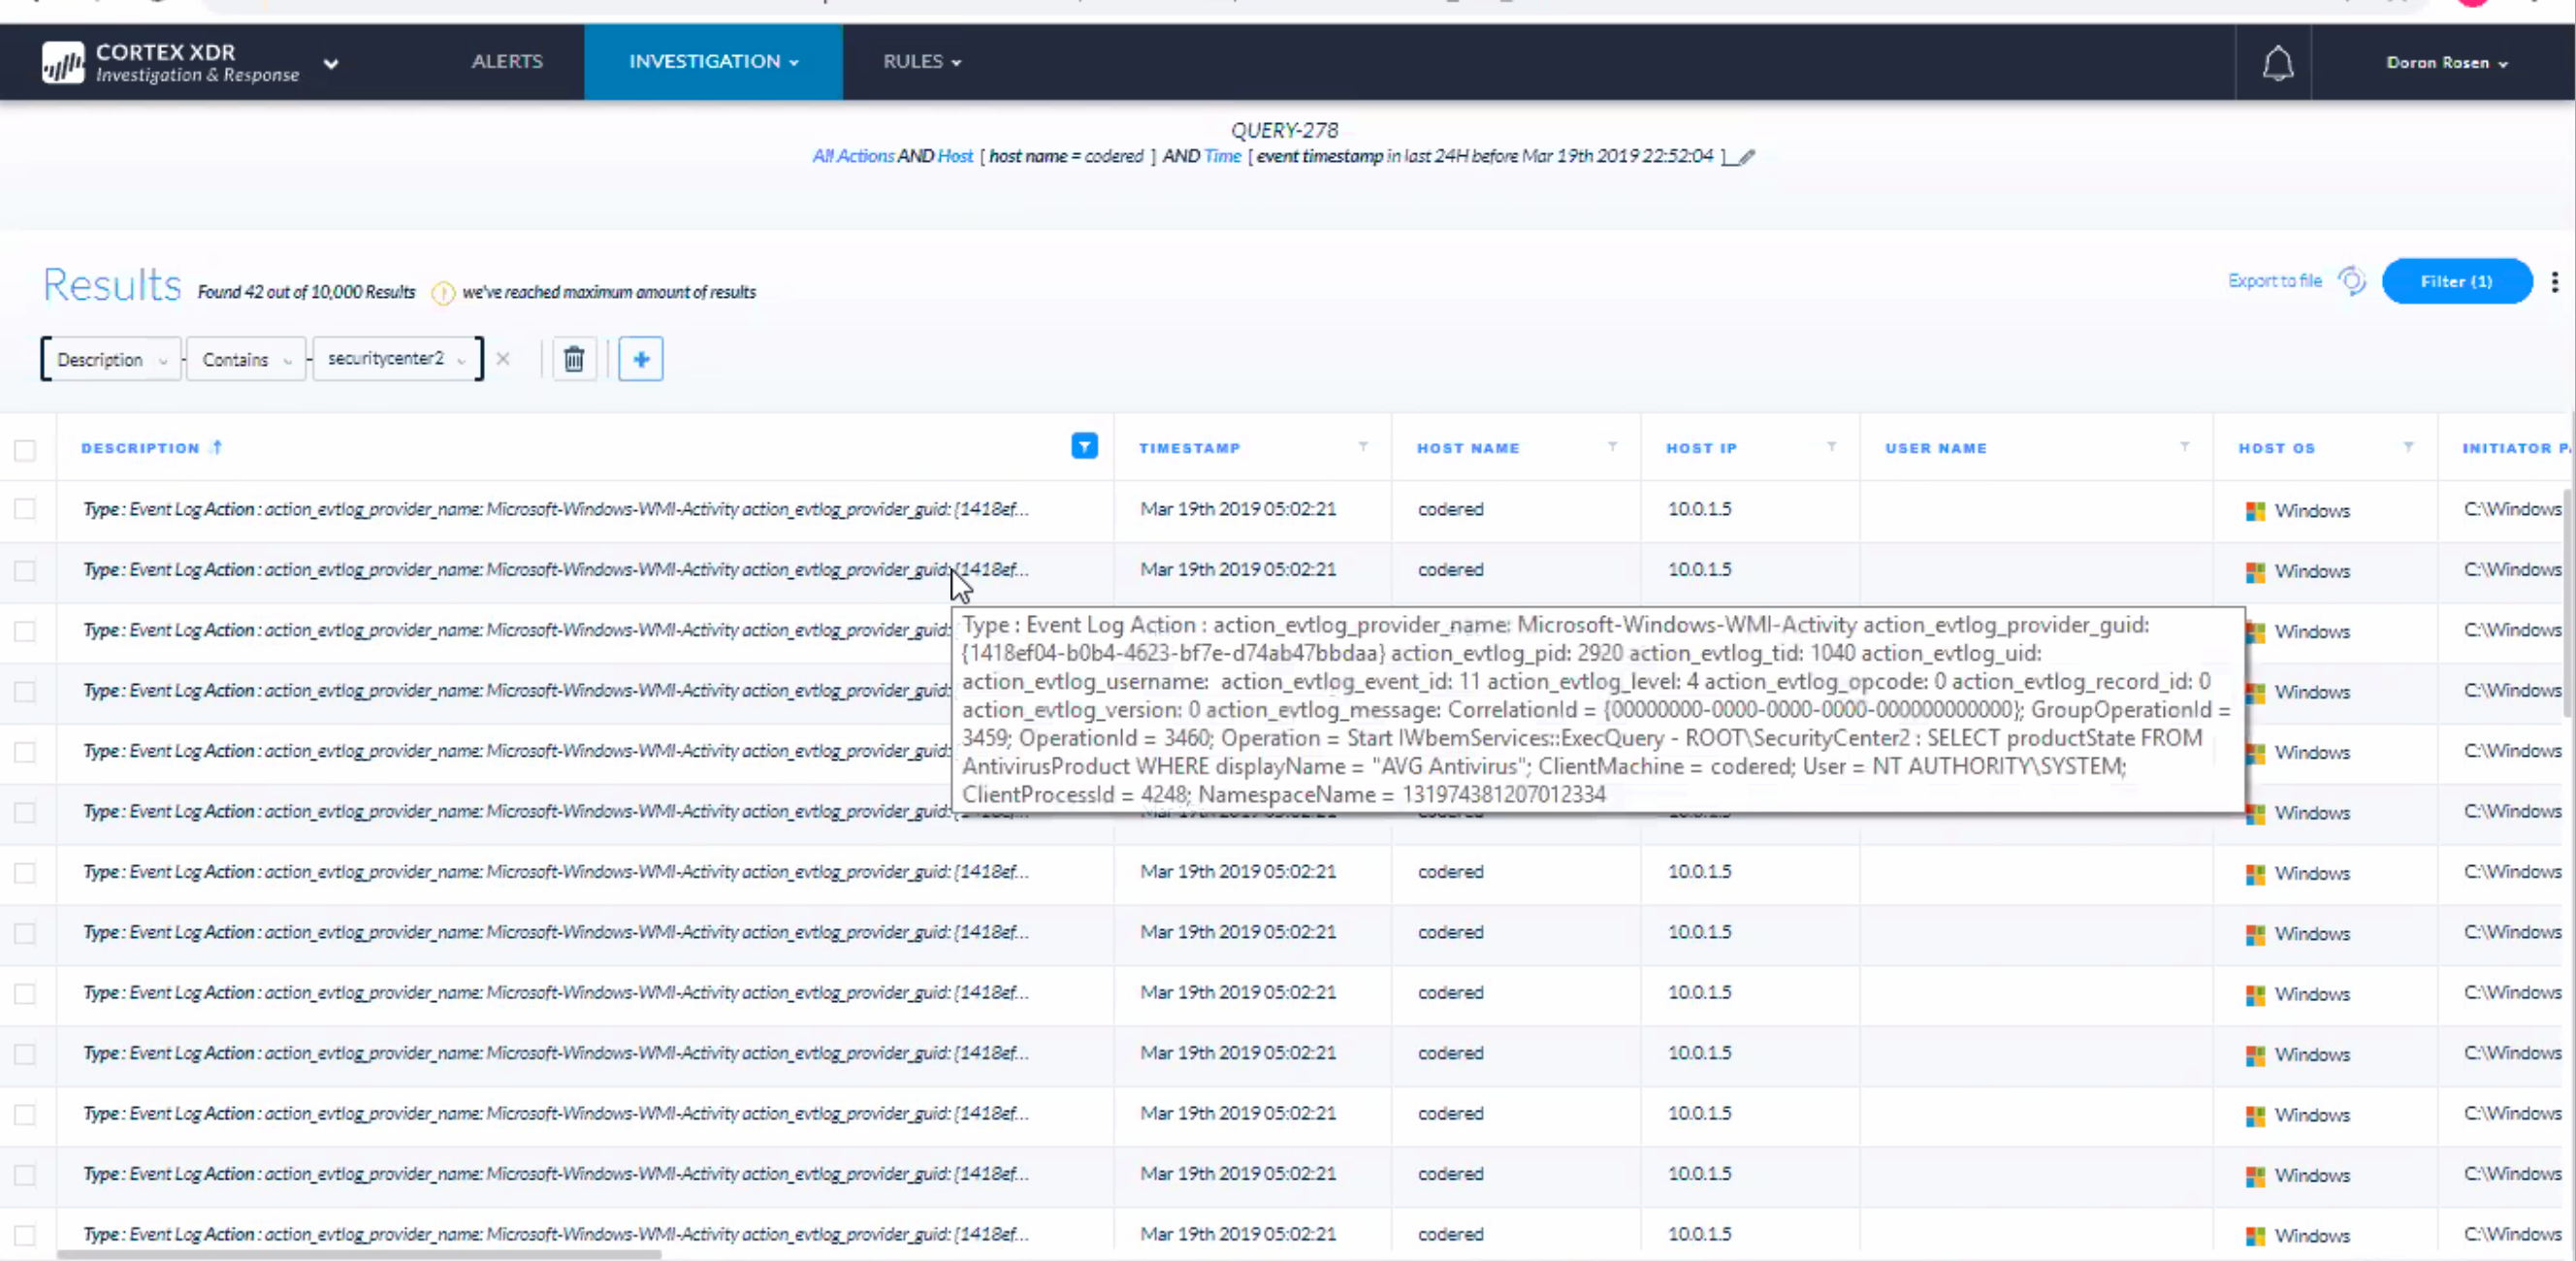 CORTEX XDR
Investigation & Response
ALERTS
INVESTIGATION
RULES
Doron Rosen
QUERY-278
All Actions AND Host [ host name = codered ] AND Time [ event timestamp in last 24H before Mar 19th 2019 22:52:04 ]
Results Found 42 out of 10,000 Results we've reached maximum amount of results
Export to file
Filter (1)
Description Contains securitycenter2
DESCRIPTION TIMESTAMP HOST NAME HOST IP USER NAME HOST OS INITIATOR P
Type : Event Log Action : action_evtlog_provider_name: Microsoft-Windows-WMI-Activity action_evtlog_provider_guid: {1418ef... Mar 19th 2019 05:02:21 codered 10.0.1.5 Windows C:\Windows
Type : Event Log Action : action_evtlog_provider_name: Microsoft-Windows-WMI-Activity action_evtlog_provider_guid: {1418ef... Mar 19th 2019 05:02:21 codered 10.0.1.5 Windows C:\Windows
Type : Event Log Action : action_evtlog_provider_name: Microsoft-Windows-WMI-Activity action_evtlog_provider_guid: Windows C:\Windows
Type : Event Log Action : action_evtlog_provider_name: Microsoft-Windows-WMI-Activity action_evtlog_provider_guid: Windows C:\Windows
Type : Event Log Action : action_evtlog_provider_name: Microsoft-Windows-WMI-Activity action_evtlog_provider_guid: Windows C:\Windows
Type : Event Log Action : action_evtlog_provider_name: Microsoft-Windows-WMI-Activity action_evtlog_provider_guid: Windows C:\Windows
Type : Event Log Action : action_evtlog_provider_name: Microsoft-Windows-WMI-Activity action_evtlog_provider_guid:
{1418ef04-b0b4-4623-bf7e-d74ab47bbdaa} action_evtlog_pid: 2920 action_evtlog_tid: 1040 action_evtlog_uid:
action_evtlog_username: action_evtlog_event_id: 11 action_evtlog_level: 4 action_evtlog_opcode: 0 action_evtlog_record_id: 0
action_evtlog_version: 0 action_evtlog_message: CorrelationId = {00000000-0000-0000-0000-000000000000}; GroupOperationId =
3459; OperationId = 3460; Operation = Start IWbemServices::ExecQuery - ROOT\SecurityCenter2 : SELECT productState FROM
AntivirusProduct WHERE displayName = "AVG Antivirus"; ClientMachine = codered; User = NT AUTHORITY\SYSTEM;
ClientProcessId = 4248; NamespaceName = 131974381207012334
Type : Event Log Action : action_evtlog_provider_name: Microsoft-Windows-WMI-Activity action_evtlog_provider_guid: {1418ef... Mar 19th 2019 05:02:21 codered 10.0.1.5 Windows C:\Windows
Type : Event Log Action : action_evtlog_provider_name: Microsoft-Windows-WMI-Activity action_evtlog_provider_guid: {1418ef... Mar 19th 2019 05:02:21 codered 10.0.1.5 Windows C:\Windows
Type : Event Log Action : action_evtlog_provider_name: Microsoft-Windows-WMI-Activity action_evtlog_provider_guid: {1418ef... Mar 19th 2019 05:02:21 codered 10.0.1.5 Windows C:\Windows
Type : Event Log Action : action_evtlog_provider_name: Microsoft-Windows-WMI-Activity action_evtlog_provider_guid: {1418ef... Mar 19th 2019 05:02:21 codered 10.0.1.5 Windows C:\Windows
Type : Event Log Action : action_evtlog_provider_name: Microsoft-Windows-WMI-Activity action_evtlog_provider_guid: {1418ef... Mar 19th 2019 05:02:21 codered 10.0.1.5 Windows C:\Windows
Type : Event Log Action : action_evtlog_provider_name: Microsoft-Windows-WMI-Activity action_evtlog_provider_guid: {1418ef... Mar 19th 2019 05:02:21 codered 10.0.1.5 Windows C:\Windows
Type : Event Log Action : action_evtlog_provider_name: Microsoft-Windows-WMI-Activity action_evtlog_provider_guid: {1418ef... Mar 19th 2019 05:02:21 codered 10.0.1.5 Windows C:\Windows